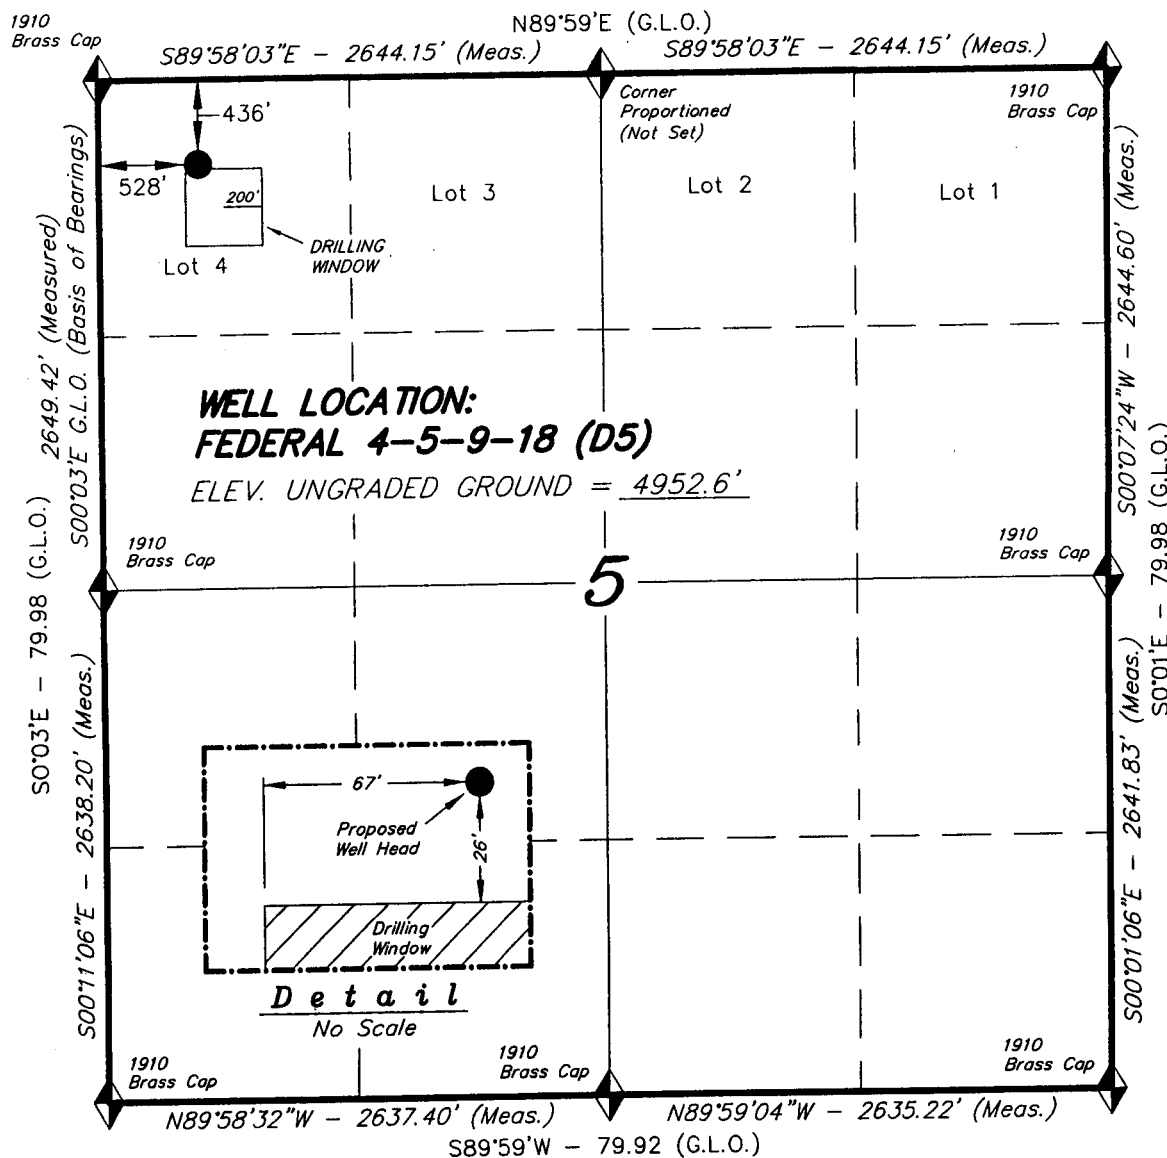 1910
Brass Cap
N89°59'E (G.L.O.)
S89°58'03"E – 2644.15' (Meas.)
S89°58'03"E – 2644.15' (Meas.)
436'
528'
200'
DRILLING
WINDOW
Lot 4
Lot 3
Corner
Proportioned
(Not Set)
Lot 2
Lot 1
1910
Brass Cap
2649.42' (Measured)
S00°03'E G.L.O. (Basis of Bearings)
S00°07'24"W – 2644.60' (Meas.)
WELL LOCATION:
FEDERAL 4–5–9–18 (D5)
ELEV. UNGRADED GROUND = 4952.6'
S0°03'E – 79.98 (G.L.O.)
S0°01'E – 79.98 (G.L.O.)
1910
Brass Cap
5
1910
Brass Cap
S00°11'06"E – 2638.20' (Meas.)
S00°01'06"E – 2641.83' (Meas.)
67'
Proposed
Well Head
26'
Drilling
Window
Detail
No Scale
1910
Brass Cap
1910
Brass Cap
1910
Brass Cap
N89°58'32"W – 2637.40' (Meas.)
N89°59'04"W – 2635.22' (Meas.)
S89°59'W – 79.92 (G.L.O.)